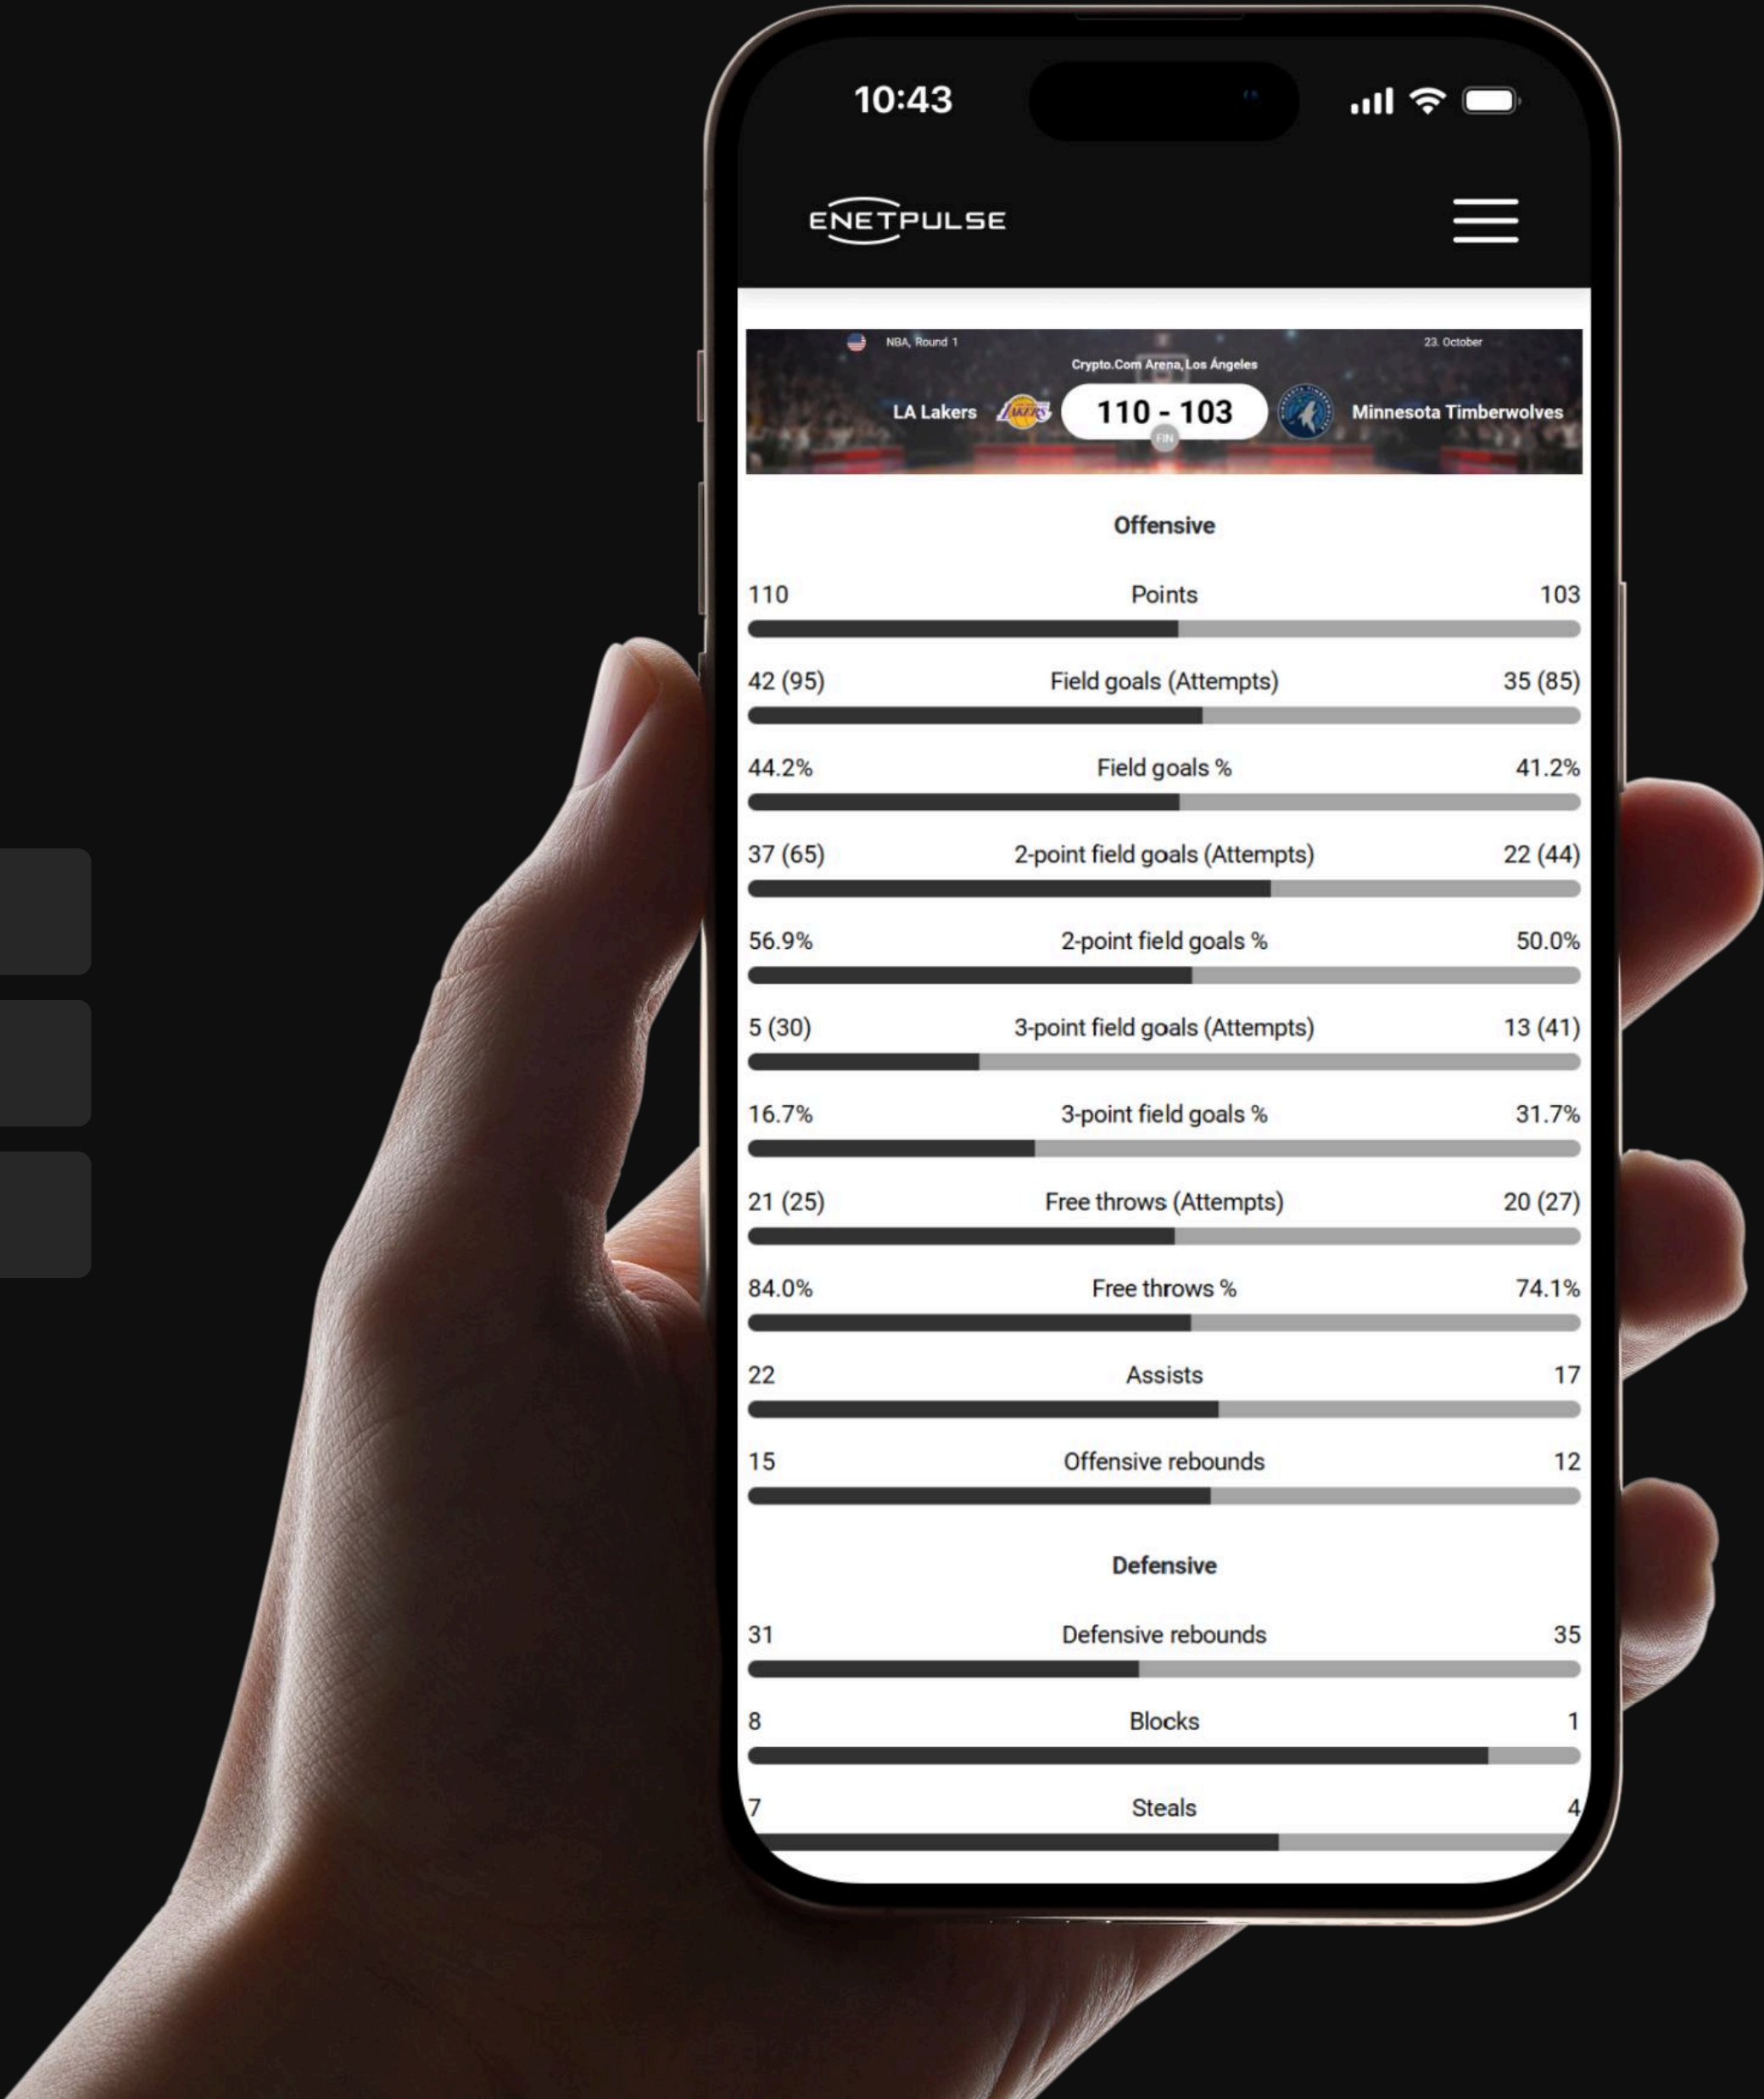 10:43
ENETPULSE
NBA, Round 1 23. October
Crypto.Com Arena, Los Ángeles
LA Lakers LAKERS 110 - 103 Minnesota Timberwolves
FIN
Offensive
110 Points 103
42 (95) Field goals (Attempts) 35 (85)
44.2% Field goals % 41.2%
37 (65) 2-point field goals (Attempts) 22 (44)
56.9% 2-point field goals % 50.0%
5 (30) 3-point field goals (Attempts) 13 (41)
16.7% 3-point field goals % 31.7%
21 (25) Free throws (Attempts) 20 (27)
84.0% Free throws % 74.1%
22 Assists 17
15 Offensive rebounds 12
Defensive
31 Defensive rebounds 35
8 Blocks 1
7 Steals 4